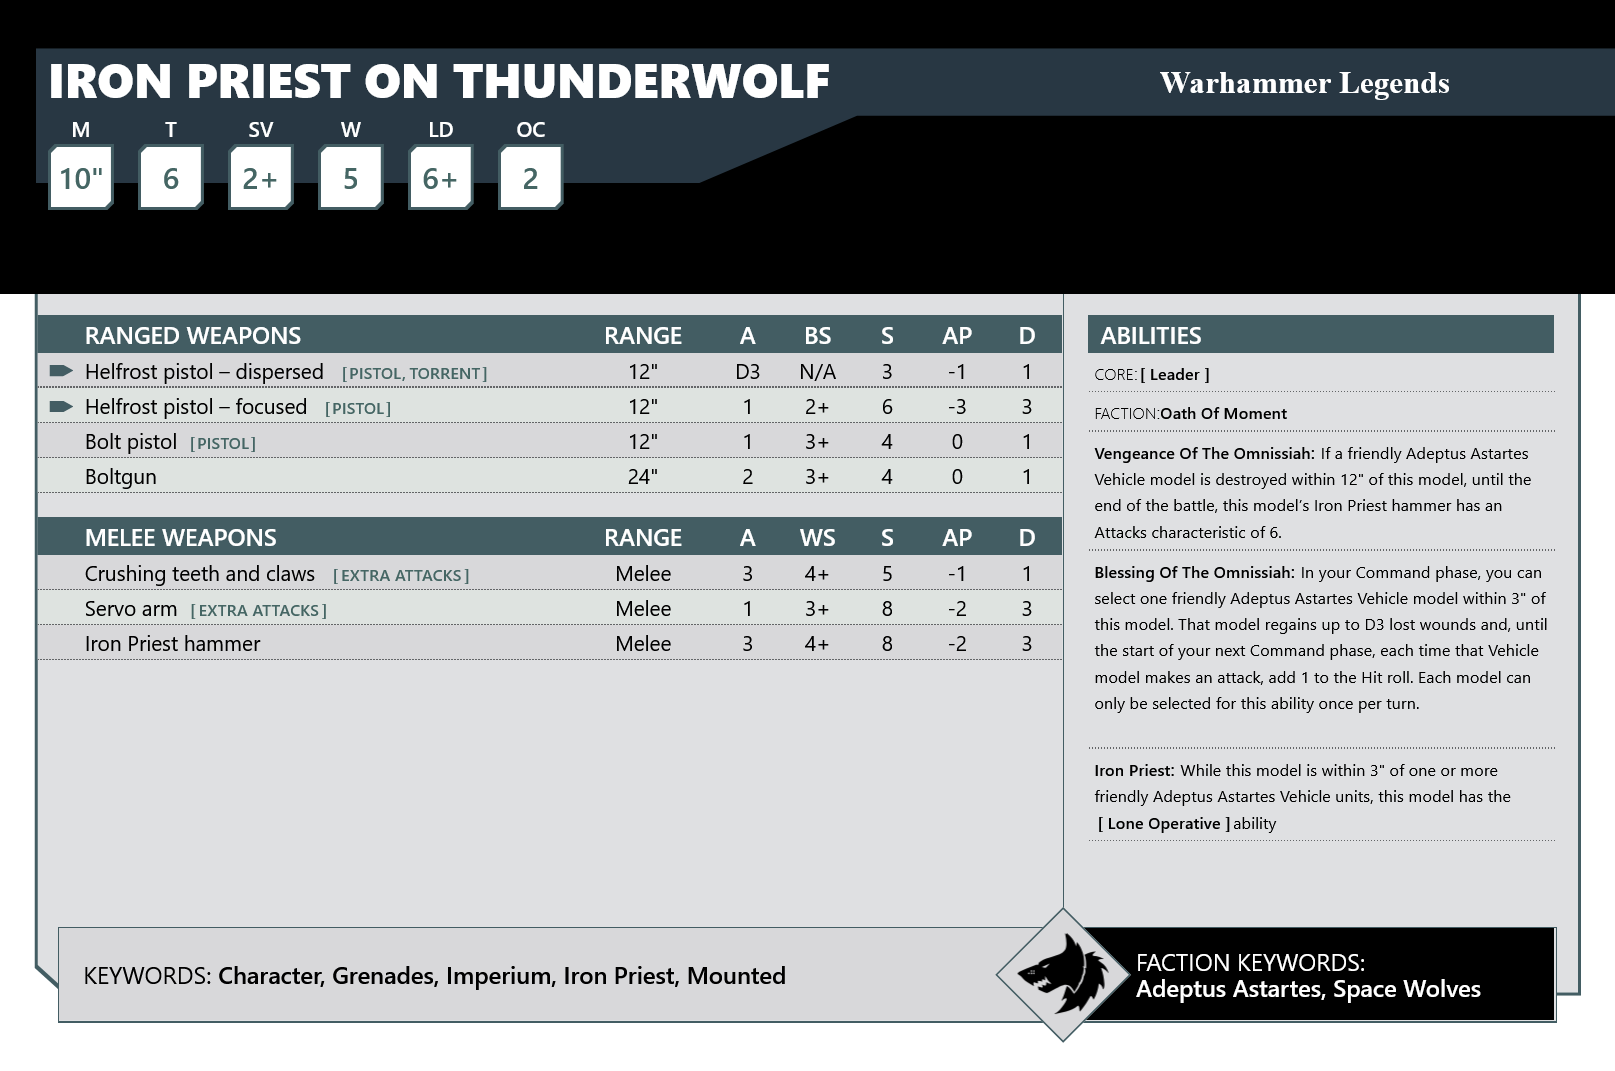 IRON PRIEST ON THUNDERWOLF
Warhammer Legends
M T SV W LD OC
10" 6 2+ 5 6+ 2
RANGED WEAPONS RANGE A BS S AP D
Helfrost pistol – dispersed [PISTOL, TORRENT] 12" D3 N/A 3 -1 1
Helfrost pistol – focused [PISTOL] 12" 1 2+ 6 -3 3
Bolt pistol [PISTOL] 12" 1 3+ 4 0 1
Boltgun 24" 2 3+ 4 0 1
MELEE WEAPONS RANGE A WS S AP D
Crushing teeth and claws [EXTRA ATTACKS] Melee 3 4+ 5 -1 1
Servo arm [EXTRA ATTACKS] Melee 1 3+ 8 -2 3
Iron Priest hammer Melee 3 4+ 8 -2 3
ABILITIES
CORE:[ Leader ]
FACTION:Oath Of Moment
Vengeance Of The Omnissiah: If a friendly Adeptus Astartes
Vehicle model is destroyed within 12" of this model, until the
end of the battle, this model’s Iron Priest hammer has an
Attacks characteristic of 6.
Blessing Of The Omnissiah: In your Command phase, you can
select one friendly Adeptus Astartes Vehicle model within 3" of
this model. That model regains up to D3 lost wounds and, until
the start of your next Command phase, each time that Vehicle
model makes an attack, add 1 to the Hit roll. Each model can
only be selected for this ability once per turn.
Iron Priest: While this model is within 3" of one or more
friendly Adeptus Astartes Vehicle units, this model has the
[ Lone Operative ] ability
KEYWORDS: Character, Grenades, Imperium, Iron Priest, Mounted
FACTION KEYWORDS:
Adeptus Astartes, Space Wolves